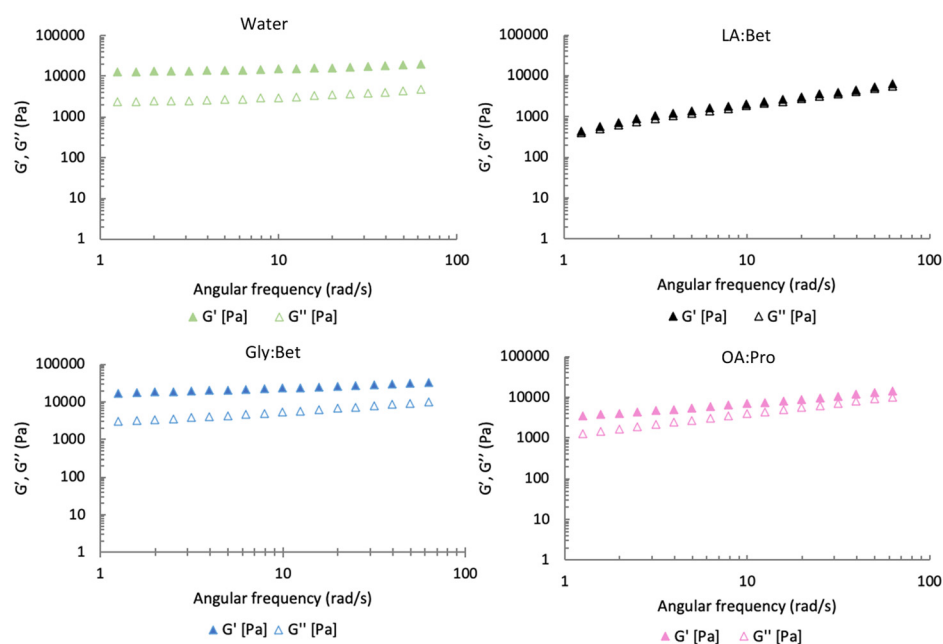 Water
100000
10000
1000
100
10
1
G′, G′′ (Pa)
1 10 100
Angular frequency (rad/s)
G' [Pa] G'' [Pa]
LA:Bet
100000
10000
1000
100
10
1
G′, G′′ (Pa)
1 10 100
Angular frequency (rad/s)
G' [Pa] G'' [Pa]
Gly:Bet
100000
10000
1000
100
10
1
G′, G′′ (Pa)
1 10 100
Angular frequency (rad/s)
G' [Pa] G'' [Pa]
OA:Pro
100000
10000
1000
100
10
1
G′, G′′ (Pa)
1 10 100
Angular frequency (rad/s)
G' [Pa] G'' [Pa]